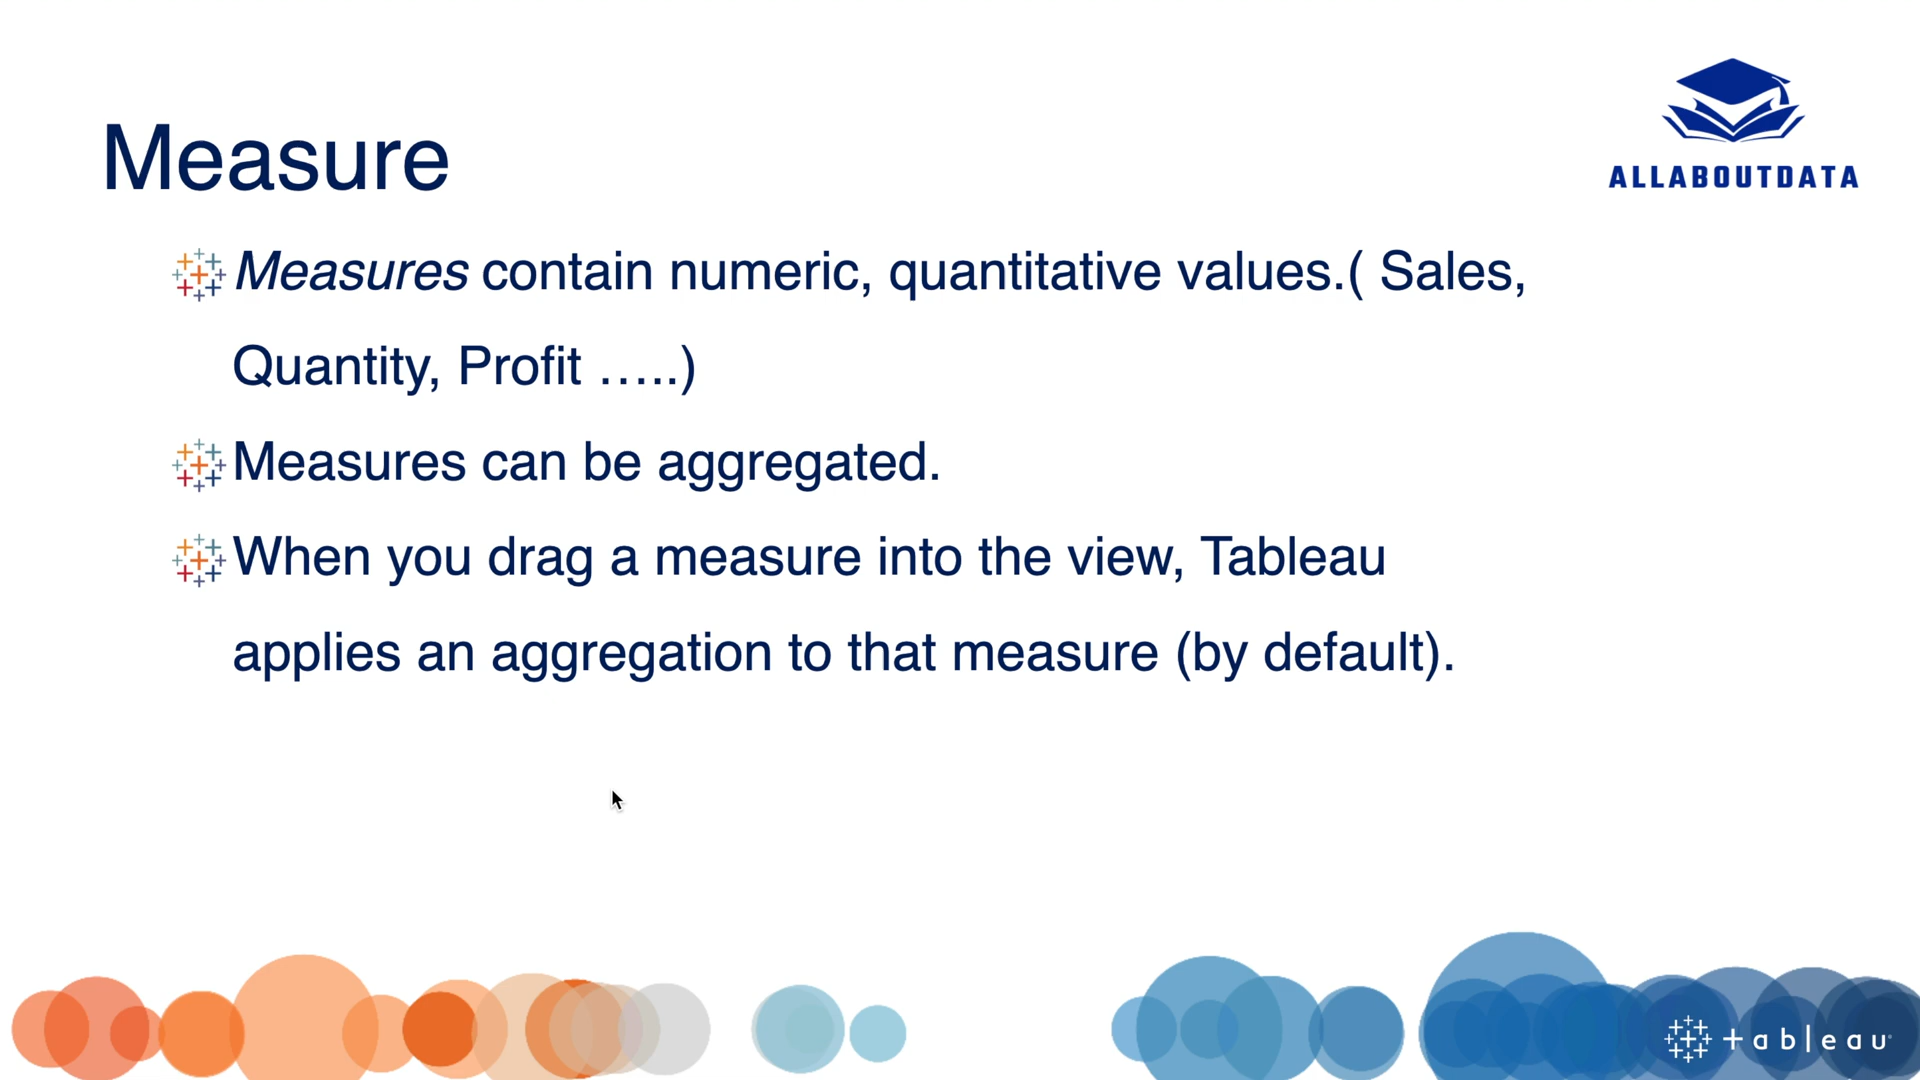 Measure
ALLABOUTDATA
Measures contain numeric, quantitative values.( Sales,
Quantity, Profit …..)
Measures can be aggregated.
When you drag a measure into the view, Tableau
applies an aggregation to that measure (by default).
+ableau